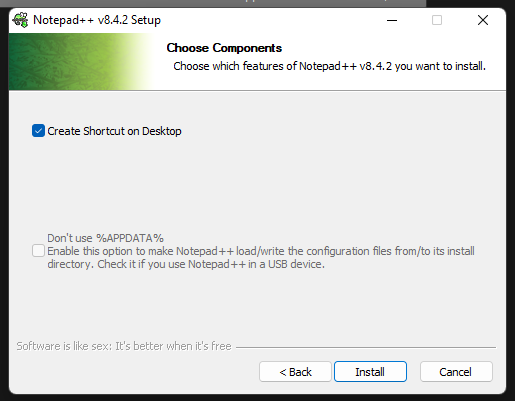 Notepad++ v8.4.2 Setup
Choose Components
Choose which features of Notepad++ v8.4.2 you want to install.
Create Shortcut on Desktop
Don't use %APPDATA%
Enable this option to make Notepad++ load/write the configuration files from/to its install
directory. Check it if you use Notepad++ in a USB device.
Software is like sex: It's better when it's free
< Back
Install
Cancel